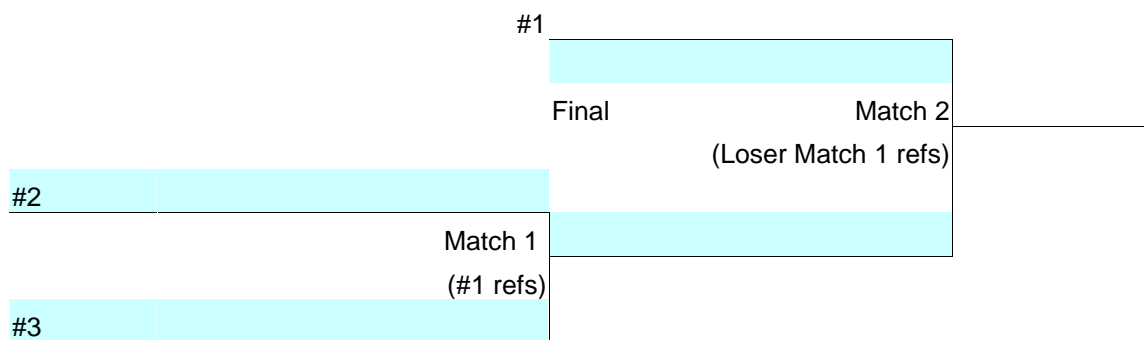 #1
Final Match 2
(Loser Match 1 refs)
#2
Match 1
(#1 refs)
#3